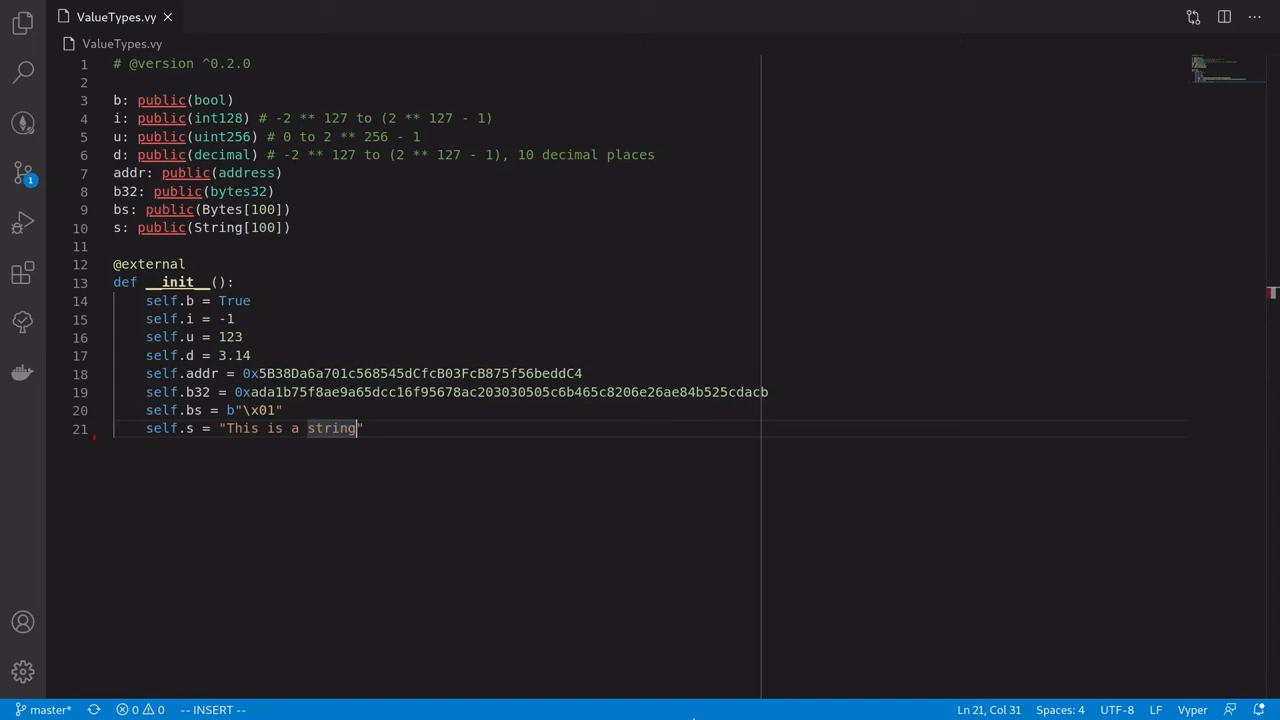 ValueTypes.vy
ValueTypes.vy
1 # @version ^0.2.0
2
3 b: public(bool)
4 i: public(int128) # -2 ** 127 to (2 ** 127 - 1)
5 u: public(uint256) # 0 to 2 ** 256 - 1
6 d: public(decimal) # -2 ** 127 to (2 ** 127 - 1), 10 decimal places
7 addr: public(address)
8 b32: public(bytes32)
9 bs: public(Bytes[100])
10 s: public(String[100])
11
12 @external
13 def __init__():
14 self.b = True
15 self.i = -1
16 self.u = 123
17 self.d = 3.14
18 self.addr = 0x5B38Da6a701c568545dCfcB03FcB875f56beddC4
19 self.b32 = 0xada1b75f8ae9a65dcc16f95678ac203030505c6b465c8206e26ae84b525cdacb
20 self.bs = b"\x01"
21 self.s = "This is a string"
1
master* 0 0 -- INSERT -- Ln 21, Col 31 Spaces: 4 UTF-8 LF Vyper